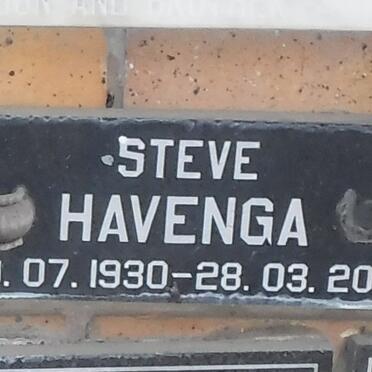 STEVE
HAVENGA
. 07. 1930-28. 03. 20